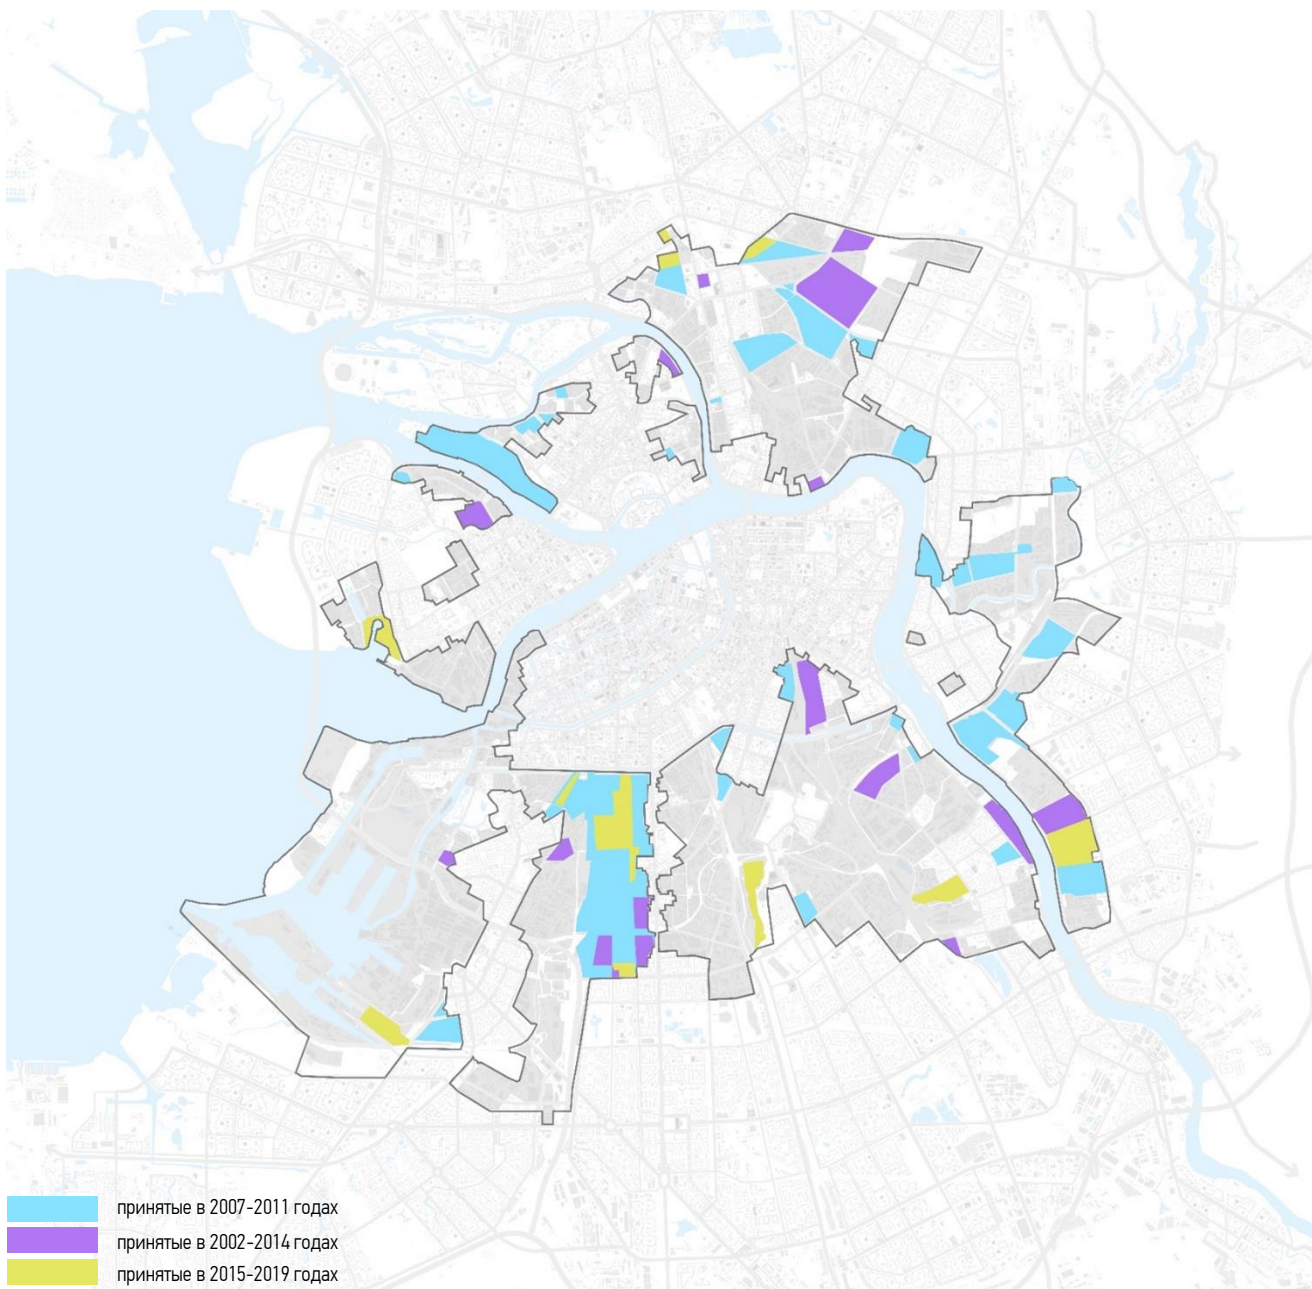 принятые в 2007-2011 годах
принятые в 2002-2014 годах
принятые в 2015-2019 годах